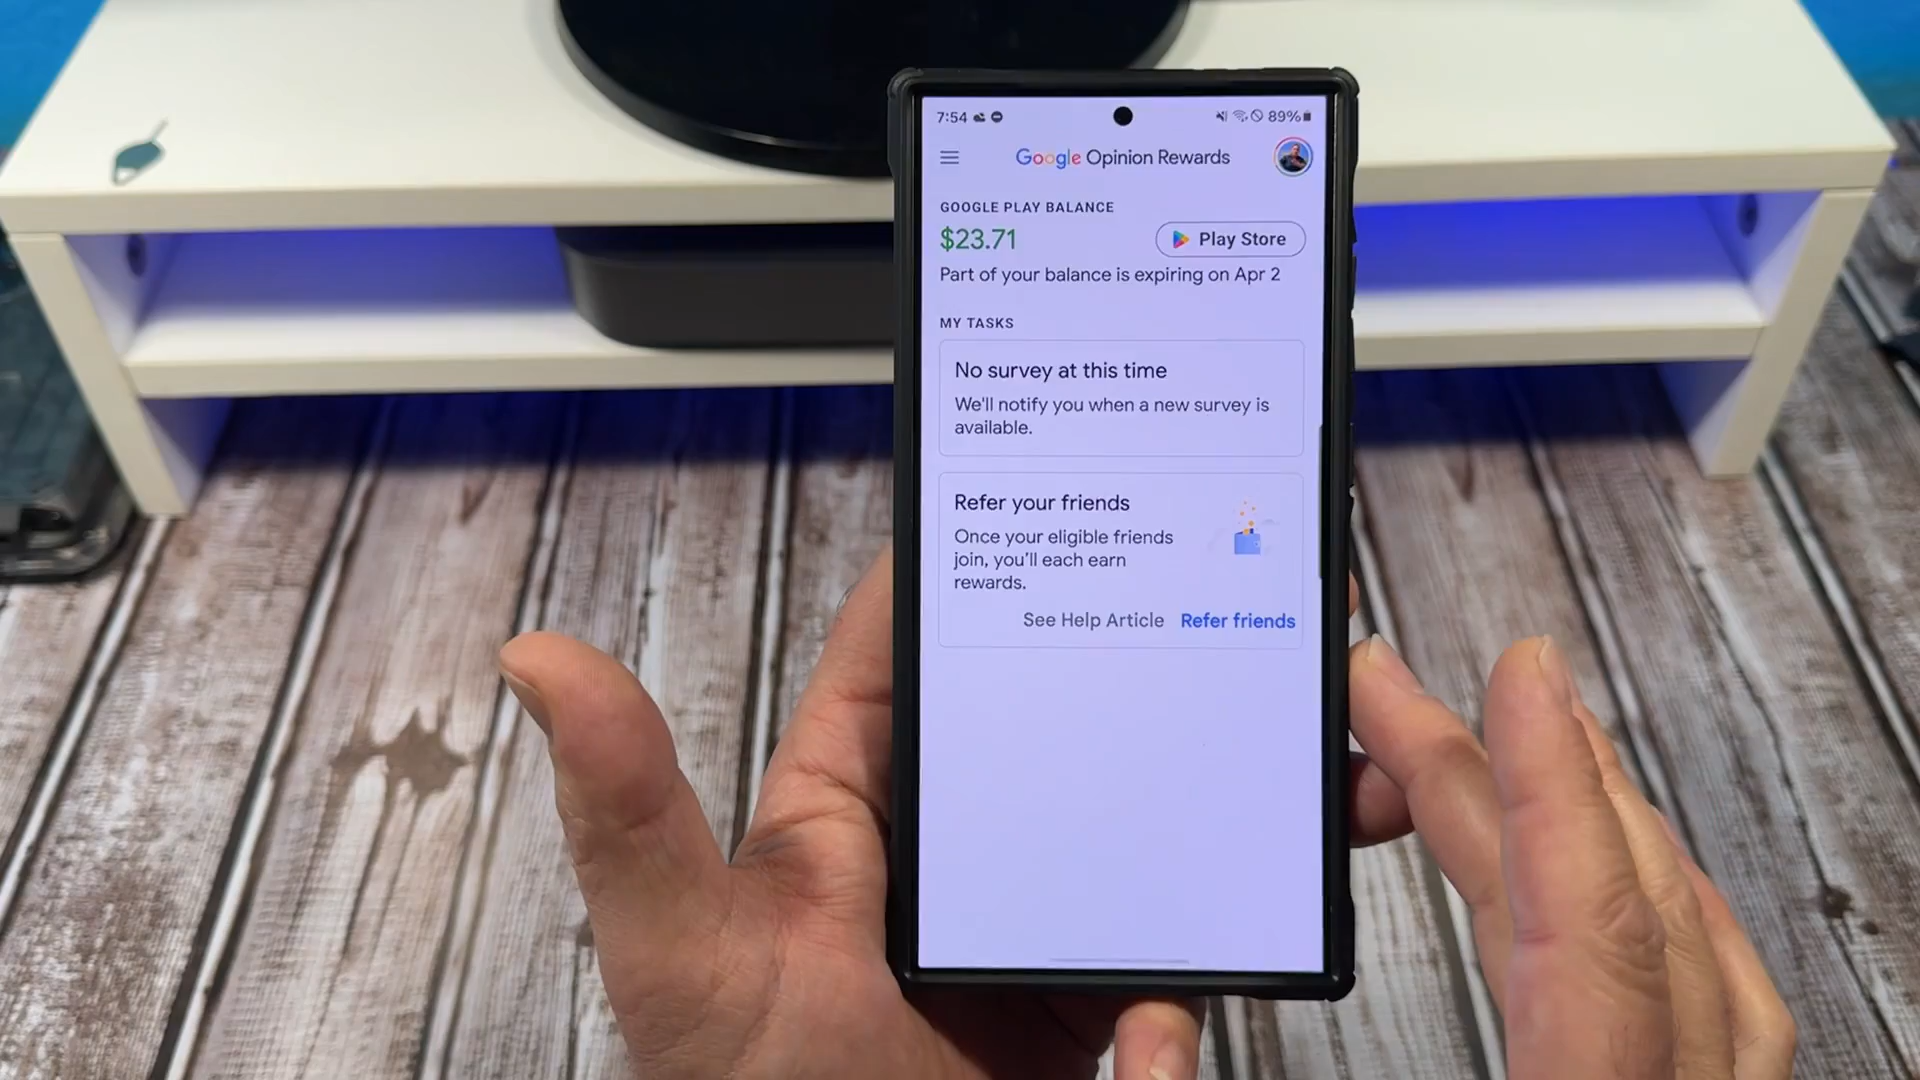 7:54
89%
Google Opinion Rewards
GOOGLE PLAY BALANCE
$23.71
Play Store
Part of your balance is expiring on Apr 2
MY TASKS
No survey at this time
We'll notify you when a new survey is
available.
Refer your friends
Once your eligible friends
join, you'll each earn
rewards.
See Help Article
Refer friends